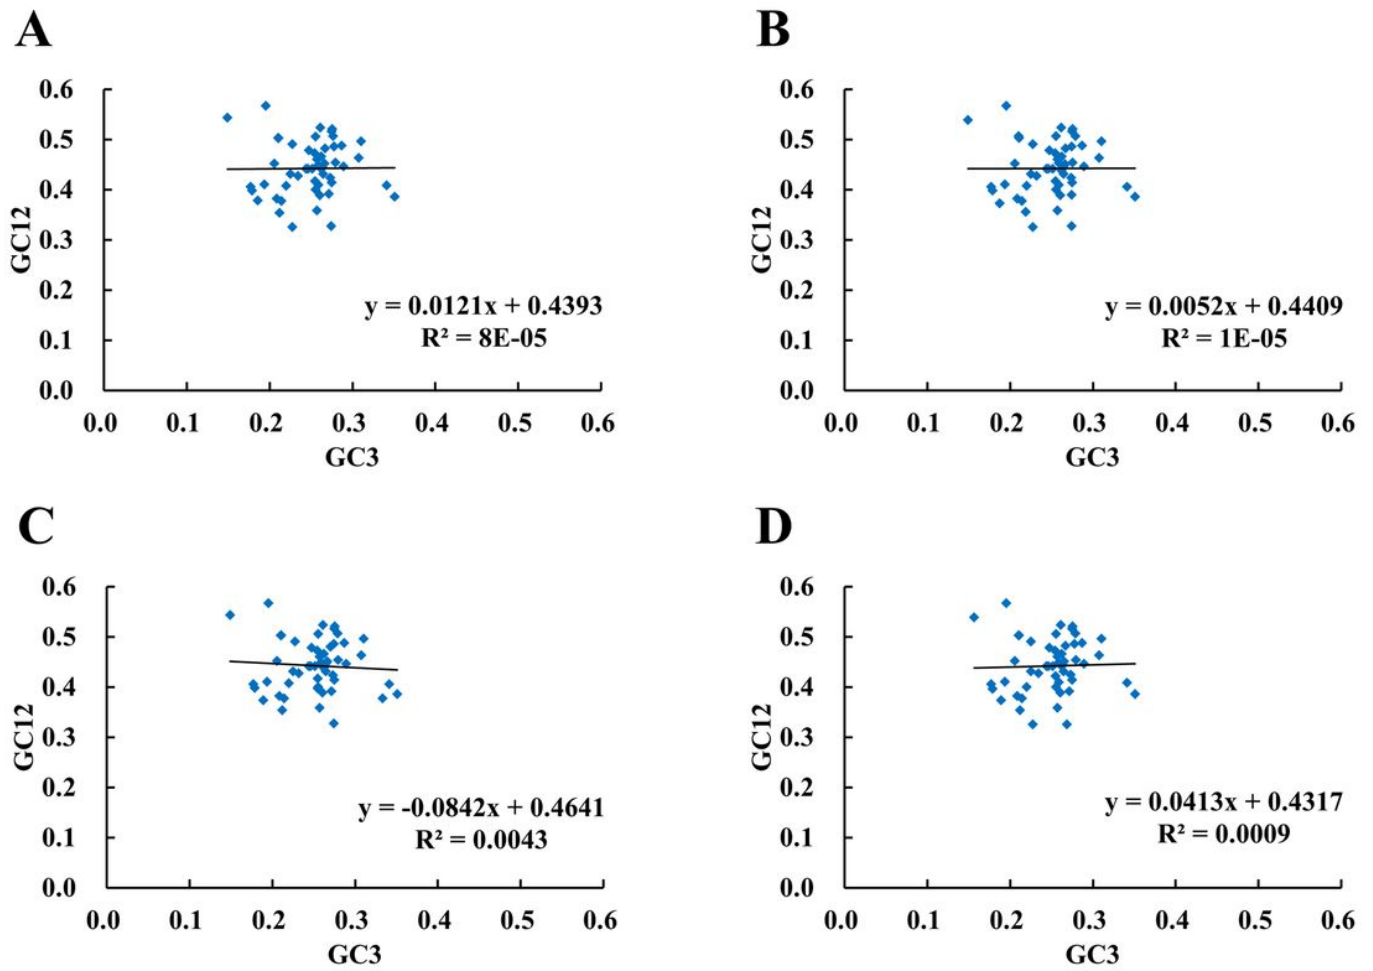 A
0.6
0.5
0.4
0.3
0.2
0.1
0.0
GC12
y = 0.0121x + 0.4393
R² = 8E-05
0.0 0.1 0.2 0.3 0.4 0.5 0.6
GC3
B
0.6
0.5
0.4
0.3
0.2
0.1
0.0
GC12
y = 0.0052x + 0.4409
R² = 1E-05
0.0 0.1 0.2 0.3 0.4 0.5 0.6
GC3
C
0.6
0.5
0.4
0.3
0.2
0.1
0.0
GC12
y = -0.0842x + 0.4641
R² = 0.0043
0.0 0.1 0.2 0.3 0.4 0.5 0.6
GC3
D
0.6
0.5
0.4
0.3
0.2
0.1
0.0
GC12
y = 0.0413x + 0.4317
R² = 0.0009
0.0 0.1 0.2 0.3 0.4 0.5 0.6
GC3